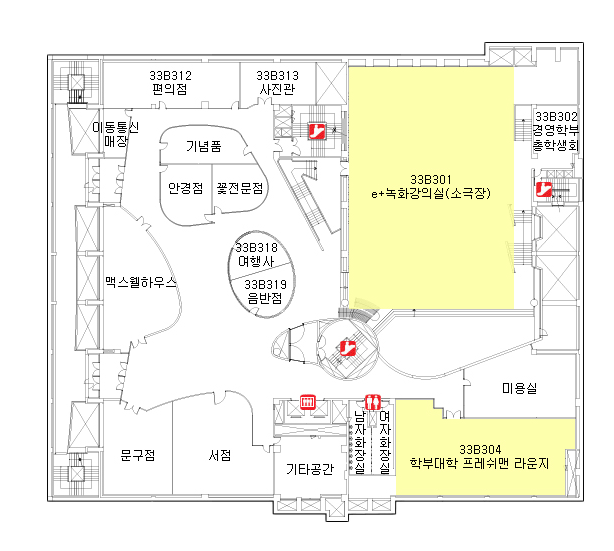 33B312
편의점
33B313
사진관
이동통신
매장
33B302
경영학부
총학생회
기념품
안경점
꽃전문점
33B301
e+녹화강의실(소극장)
33B318
여행사
33B319
음반점
맥스웰하우스
미용실
문구점
서점
기타공간
남자화장실
여자화장실
33B304
학부대학 프레쉬맨 라운지